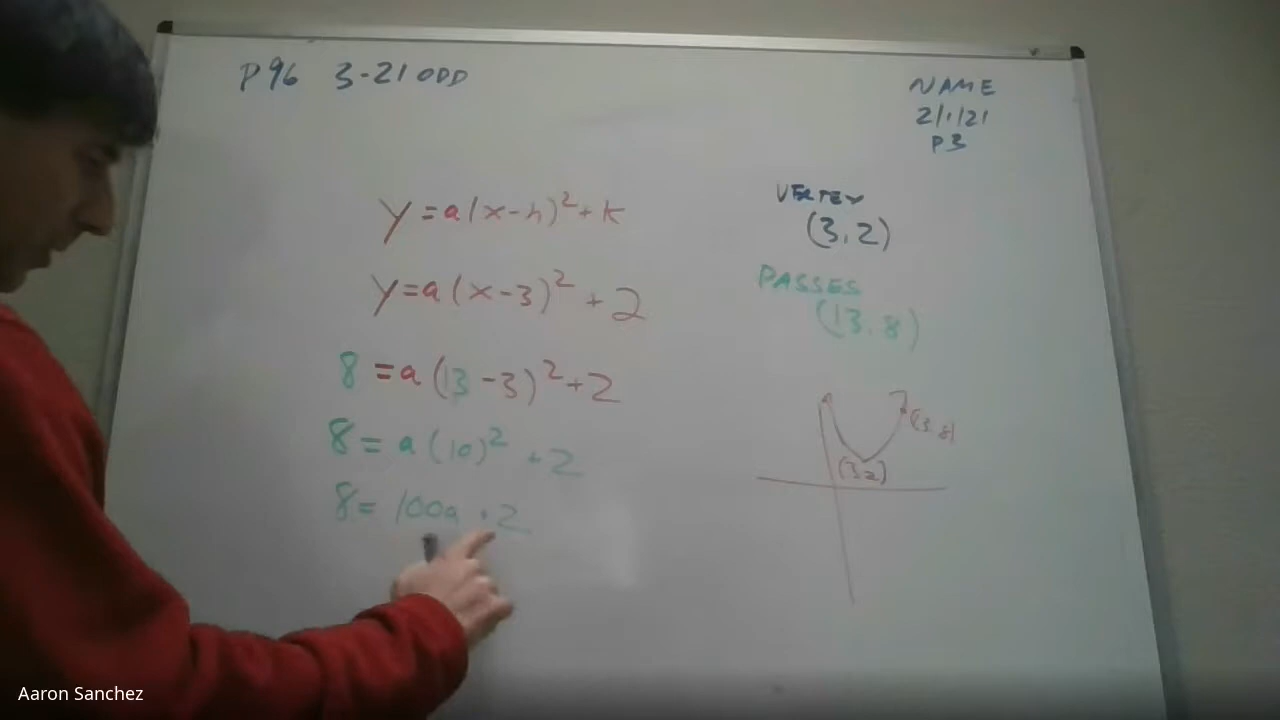 P96 3-21 ODD
NAME
2/1/21
P3
y=a(x-h)²+k
y=a(x-3)²+2
8=a(13-3)²+2
8=a(10)²+2
8=100a+2
VERTEX
(3,2)
PASSES
(13,8)
(13,8)
(3,2)
Aaron Sanchez